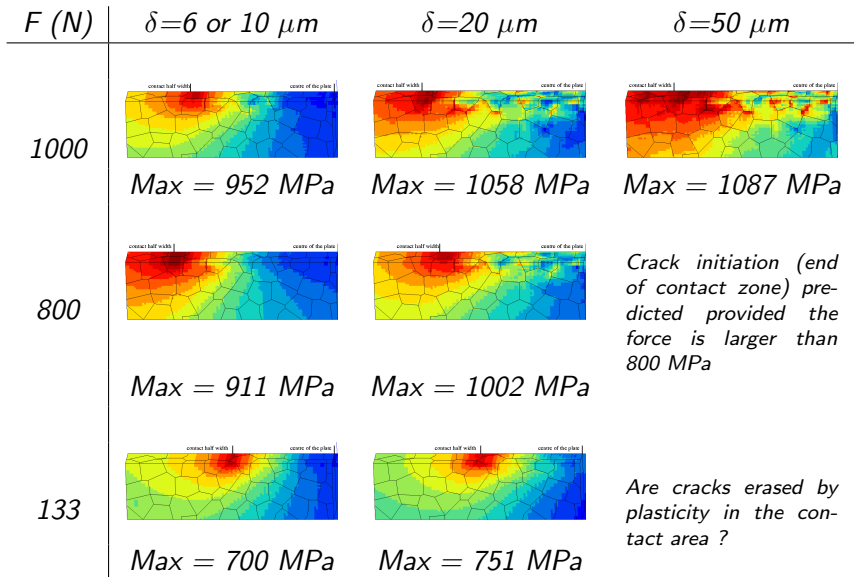 F (N) δ=6 or 10 μm δ=20 μm δ=50 μm
contact half width centre of the plate contact half width centre of the plate contact half width centre of the plate
1000
Max = 952 MPa Max = 1058 MPa Max = 1087 MPa
contact half width centre of the plate contact half width centre of the plate
800
Crack initiation (end
of contact zone) pre-
dicted provided the
force is larger than
800 MPa
Max = 911 MPa Max = 1002 MPa
contact half width centre of the plate contact half width centre of the plate
133
Are cracks erased by
plasticity in the con-
tact area ?
Max = 700 MPa Max = 751 MPa